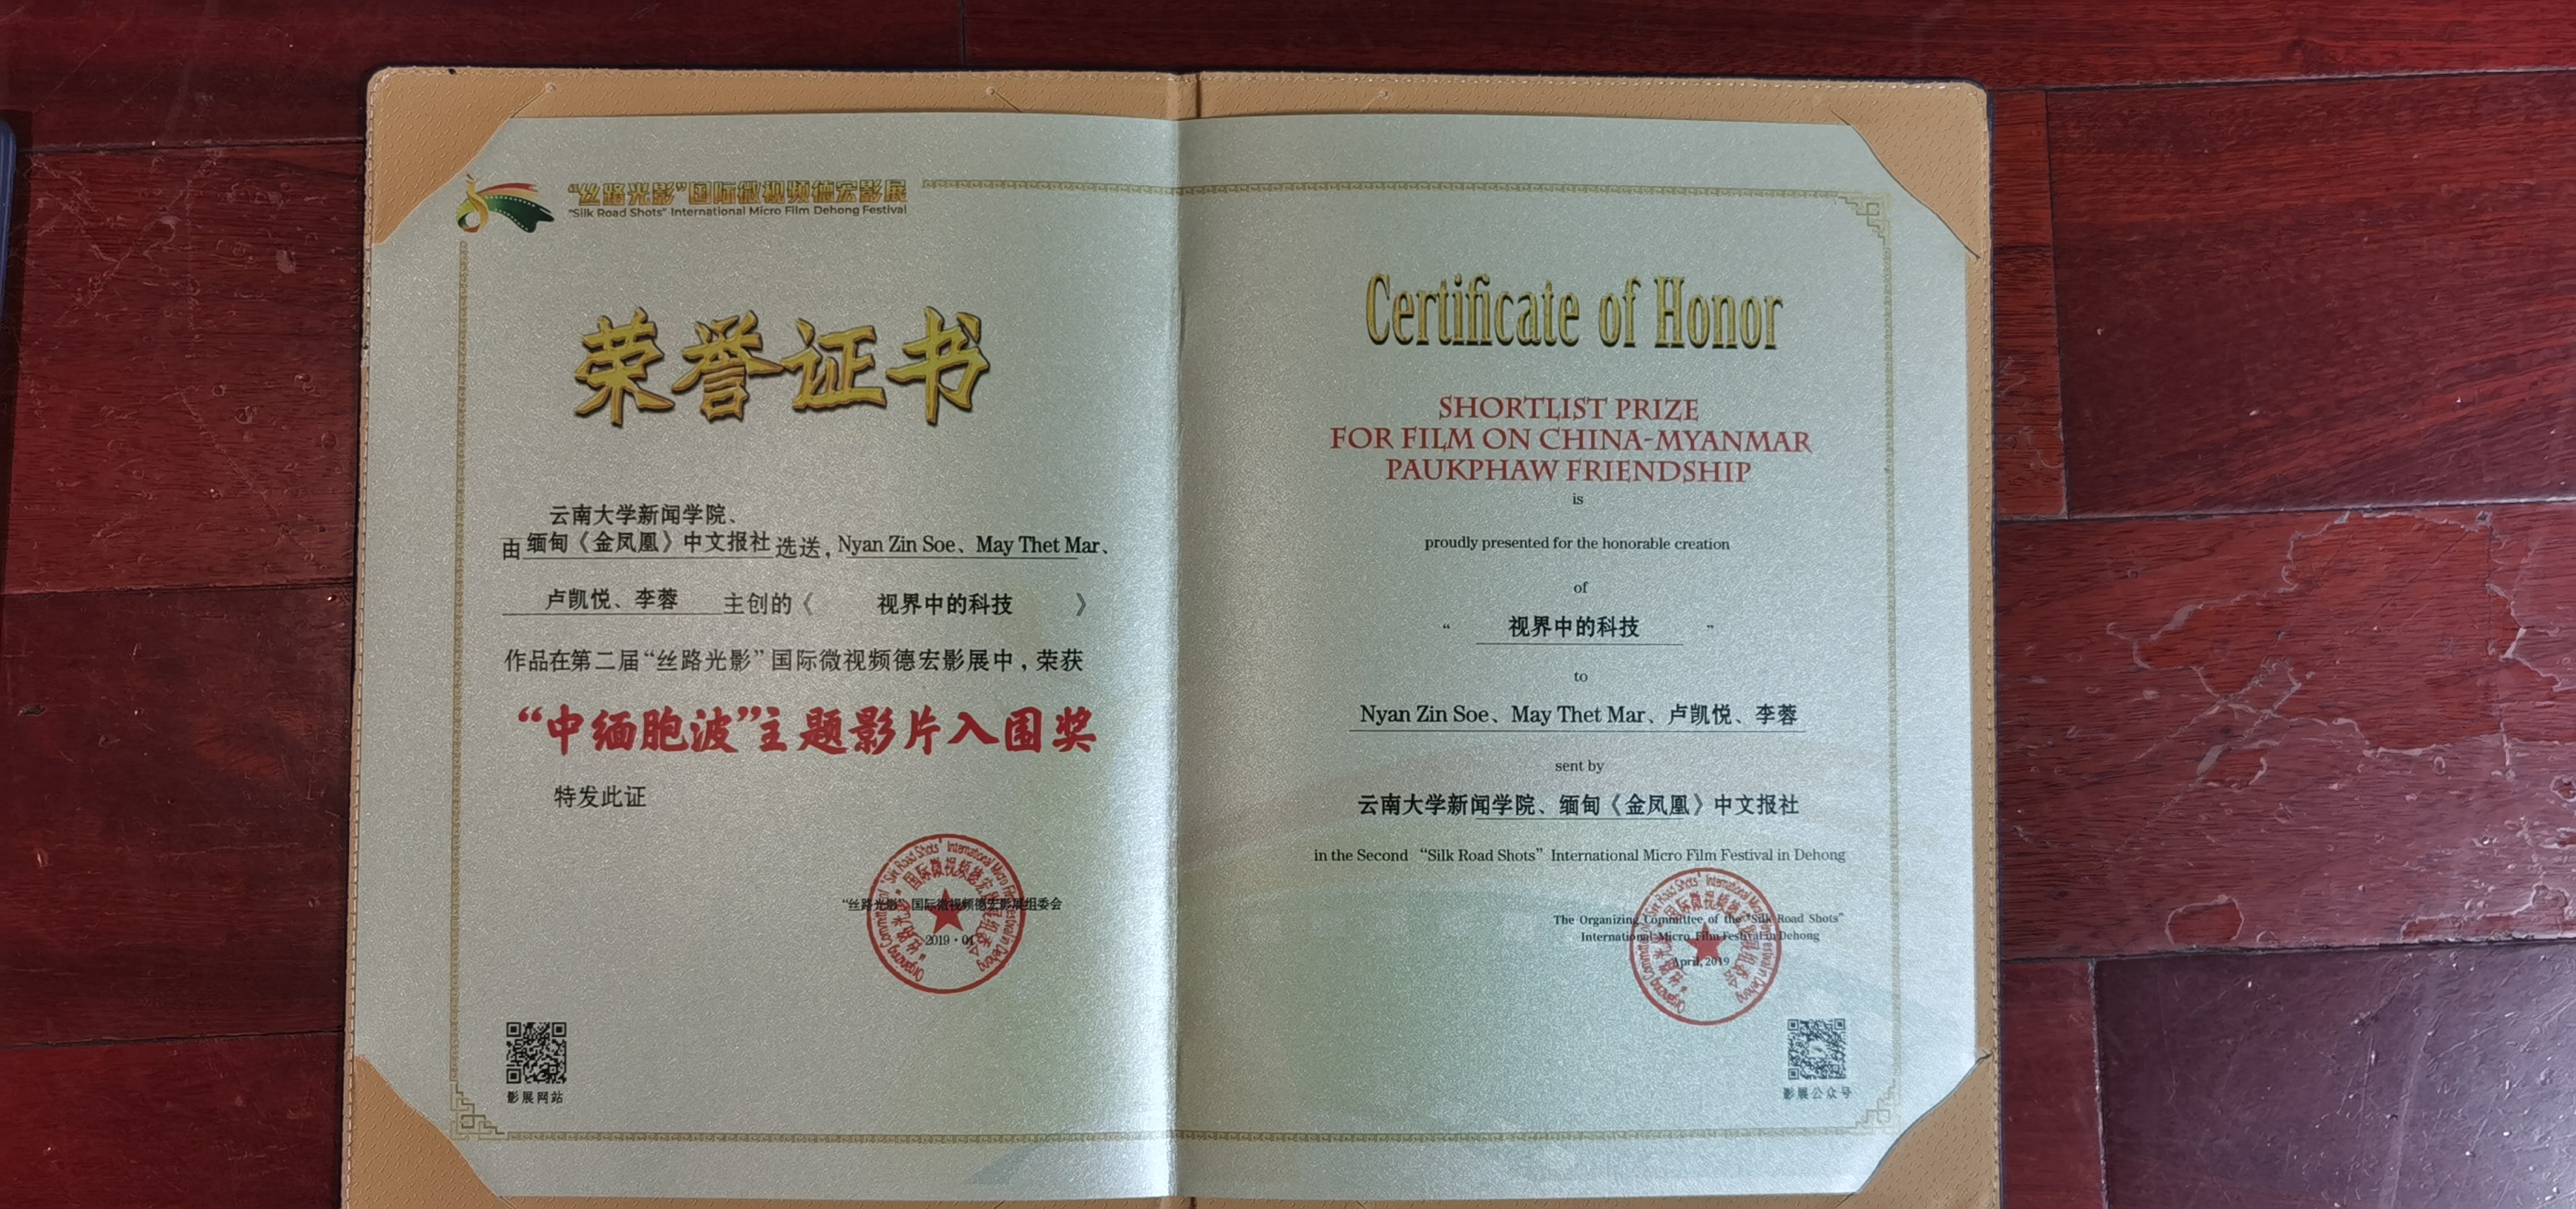 “丝路光影”国际微视频德宏影展
"Silk Road Shots" International Micro Film Dehong Festival
荣誉证书
云南大学新闻学院、
由缅甸《金凤凰》中文报社选送，Nyan Zin Soe、May Thet Mar、
卢凯悦、李蓉 主创的《 视界中的科技 》
作品在第二届“丝路光影”国际微视频德宏影展中，荣获
“中缅胞波”主题影片入围奖
特发此证
“丝路光影”国际微视频德宏影展组委会
2019·04
影展网站
Certificate of Honor
SHORTLIST PRIZE
FOR FILM ON CHINA-MYANMAR
PAUKPHAW FRIENDSHIP
is
proudly presented for the honorable creation
of
“ 视界中的科技 ”
to
Nyan Zin Soe、May Thet Mar、卢凯悦、李蓉
sent by
云南大学新闻学院、缅甸《金凤凰》中文报社
in the Second “Silk Road Shots” International Micro Film Festival in Dehong
The Organizing Committee of the “Silk Road Shots”
International Micro Film Festival in Dehong
April, 2019
影展公众号